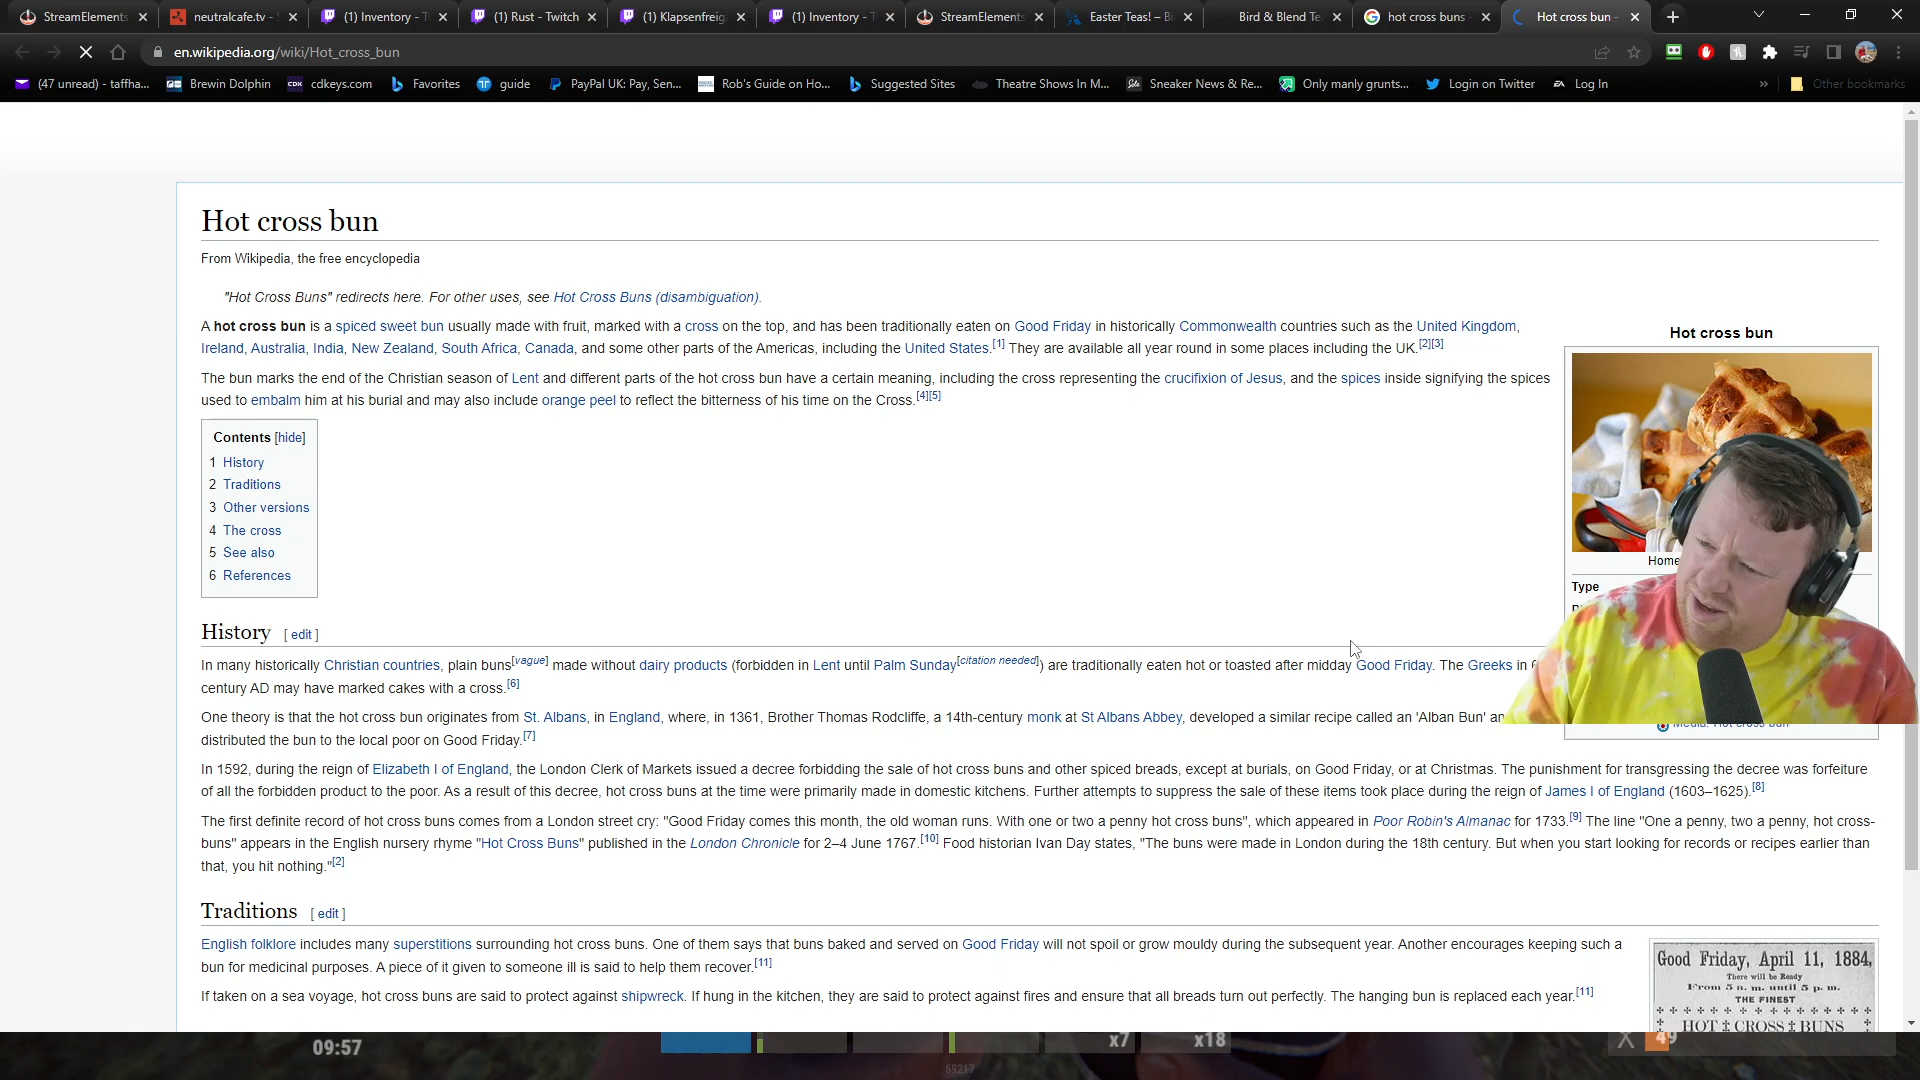 StreamElements
neutralcafe.tv -
(1) Inventory - T
(1) Rust - Twitch
(1) Klapsenfreig
(1) Inventory - T
StreamElements
Easter Teas! – Bi
Bird & Blend Te
hot cross buns -
Hot cross bun -
en.wikipedia.org/wiki/Hot_cross_bun
(47 unread) - taffha...
Brewin Dolphin
CDK
cdkeys.com
Favorites
guide
PayPal UK: Pay, Sen...
Rob's Guide on Ho...
Suggested Sites
Theatre Shows In M...
Sneaker News & Re...
Only manly grunts...
Login on Twitter
Log In
»
Other bookmarks
Hot cross bun
From Wikipedia, the free encyclopedia
"Hot Cross Buns" redirects here. For other uses, see Hot Cross Buns (disambiguation).
A hot cross bun is a spiced sweet bun usually made with fruit, marked with a cross on the top, and has been traditionally eaten on Good Friday in historically Commonwealth countries such as the United Kingdom,
Ireland, Australia, India, New Zealand, South Africa, Canada, and some other parts of the Americas, including the United States.[1] They are available all year round in some places including the UK.[2][3]
The bun marks the end of the Christian season of Lent and different parts of the hot cross bun have a certain meaning, including the cross representing the crucifixion of Jesus, and the spices inside signifying the spices
used to embalm him at his burial and may also include orange peel to reflect the bitterness of his time on the Cross.[4][5]
Hot cross bun
Home
Type
Contents [hide]
1 History
2 Traditions
3 Other versions
4 The cross
5 See also
6 References
History [ edit ]
In many historically Christian countries, plain buns[vague] made without dairy products (forbidden in Lent until Palm Sunday[citation needed]) are traditionally eaten hot or toasted after midday Good Friday. The Greeks in 6
century AD may have marked cakes with a cross.[6]
One theory is that the hot cross bun originates from St. Albans, in England, where, in 1361, Brother Thomas Rodcliffe, a 14th-century monk at St Albans Abbey, developed a similar recipe called an 'Alban Bun' an
distributed the bun to the local poor on Good Friday.[7]
Media: Hot cross bun
In 1592, during the reign of Elizabeth I of England, the London Clerk of Markets issued a decree forbidding the sale of hot cross buns and other spiced breads, except at burials, on Good Friday, or at Christmas. The punishment for transgressing the decree was forfeiture
of all the forbidden product to the poor. As a result of this decree, hot cross buns at the time were primarily made in domestic kitchens. Further attempts to suppress the sale of these items took place during the reign of James I of England (1603–1625).[8]
The first definite record of hot cross buns comes from a London street cry: "Good Friday comes this month, the old woman runs. With one or two a penny hot cross buns", which appeared in Poor Robin's Almanac for 1733.[9] The line "One a penny, two a penny, hot cross-
buns" appears in the English nursery rhyme "Hot Cross Buns" published in the London Chronicle for 2–4 June 1767.[10] Food historian Ivan Day states, "The buns were made in London during the 18th century. But when you start looking for records or recipes earlier than
that, you hit nothing."[2]
Traditions [ edit ]
English folklore includes many superstitions surrounding hot cross buns. One of them says that buns baked and served on Good Friday will not spoil or grow mouldy during the subsequent year. Another encourages keeping such a
bun for medicinal purposes. A piece of it given to someone ill is said to help them recover.[11]
If taken on a sea voyage, hot cross buns are said to protect against shipwreck. If hung in the kitchen, they are said to protect against fires and ensure that all breads turn out perfectly. The hanging bun is replaced each year.[11]
Good Friday, April 11, 1884,
There will be Ready
From 5 a. m. until 5 p. m.
THE FINEST
HOT ‡ CROSS ‡ BUNS
09:57
x7
x18
69217
49